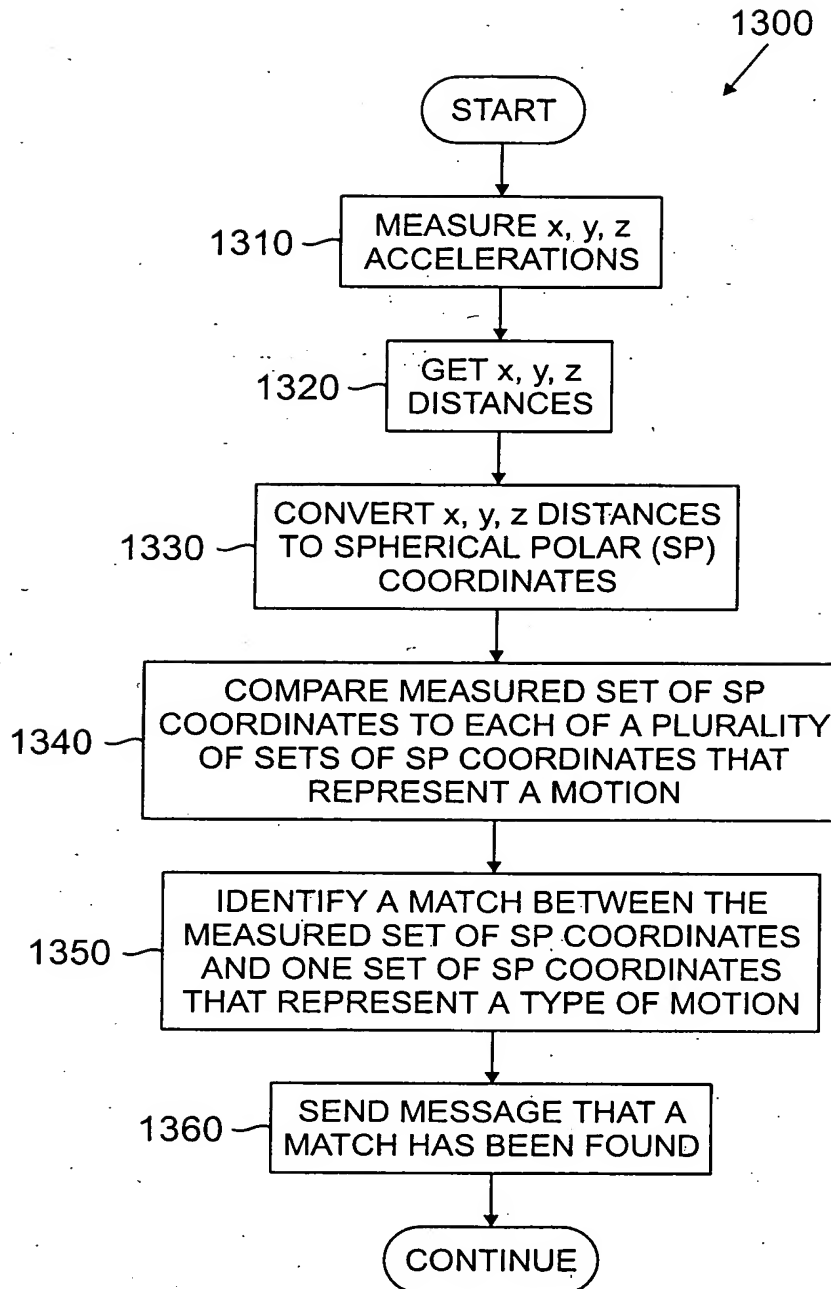 1300
START
1310
MEASURE x, y, z
ACCELERATIONS
1320
GET x, y, z
DISTANCES
1330
CONVERT x, y, z DISTANCES
TO SPHERICAL POLAR (SP)
COORDINATES
1340
COMPARE MEASURED SET OF SP
COORDINATES TO EACH OF A PLURALITY
OF SETS OF SP COORDINATES THAT
REPRESENT A MOTION
1350
IDENTIFY A MATCH BETWEEN THE
MEASURED SET OF SP COORDINATES
AND ONE SET OF SP COORDINATES
THAT REPRESENT A TYPE OF MOTION
1360
SEND MESSAGE THAT A
MATCH HAS BEEN FOUND
CONTINUE